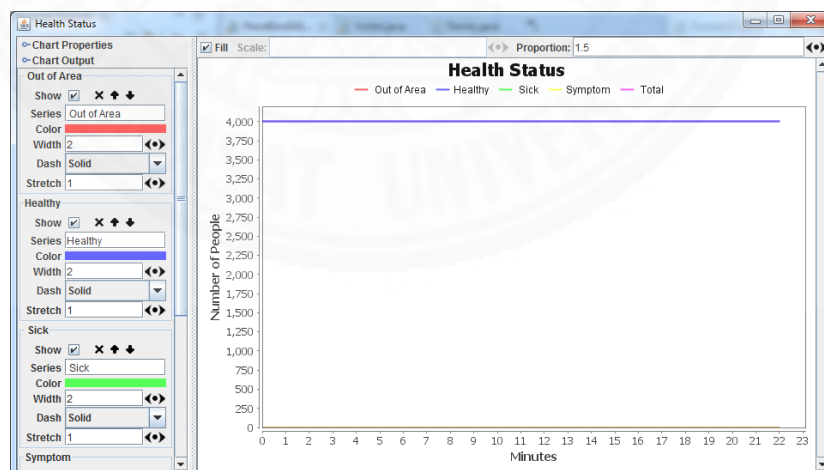 Health Status
Chart Properties
Chart Output
Out of Area
Show
Series Out of Area
Color
Width 2
Dash Solid
Stretch 1
Healthy
Show
Series Healthy
Color
Width 2
Dash Solid
Stretch 1
Sick
Show
Series Sick
Color
Width 2
Dash Solid
Stretch 1
Symptom
Fill Scale: Proportion: 1.5
Health Status
Out of Area Healthy Sick Symptom Total
Number of People
4,000
3,750
3,500
3,250
3,000
2,750
2,500
2,250
2,000
1,750
1,500
1,250
1,000
750
500
250
0
0 1 2 3 4 5 6 7 8 9 10 11 12 13 14 15 16 17 18 19 20 21 22 23
Minutes